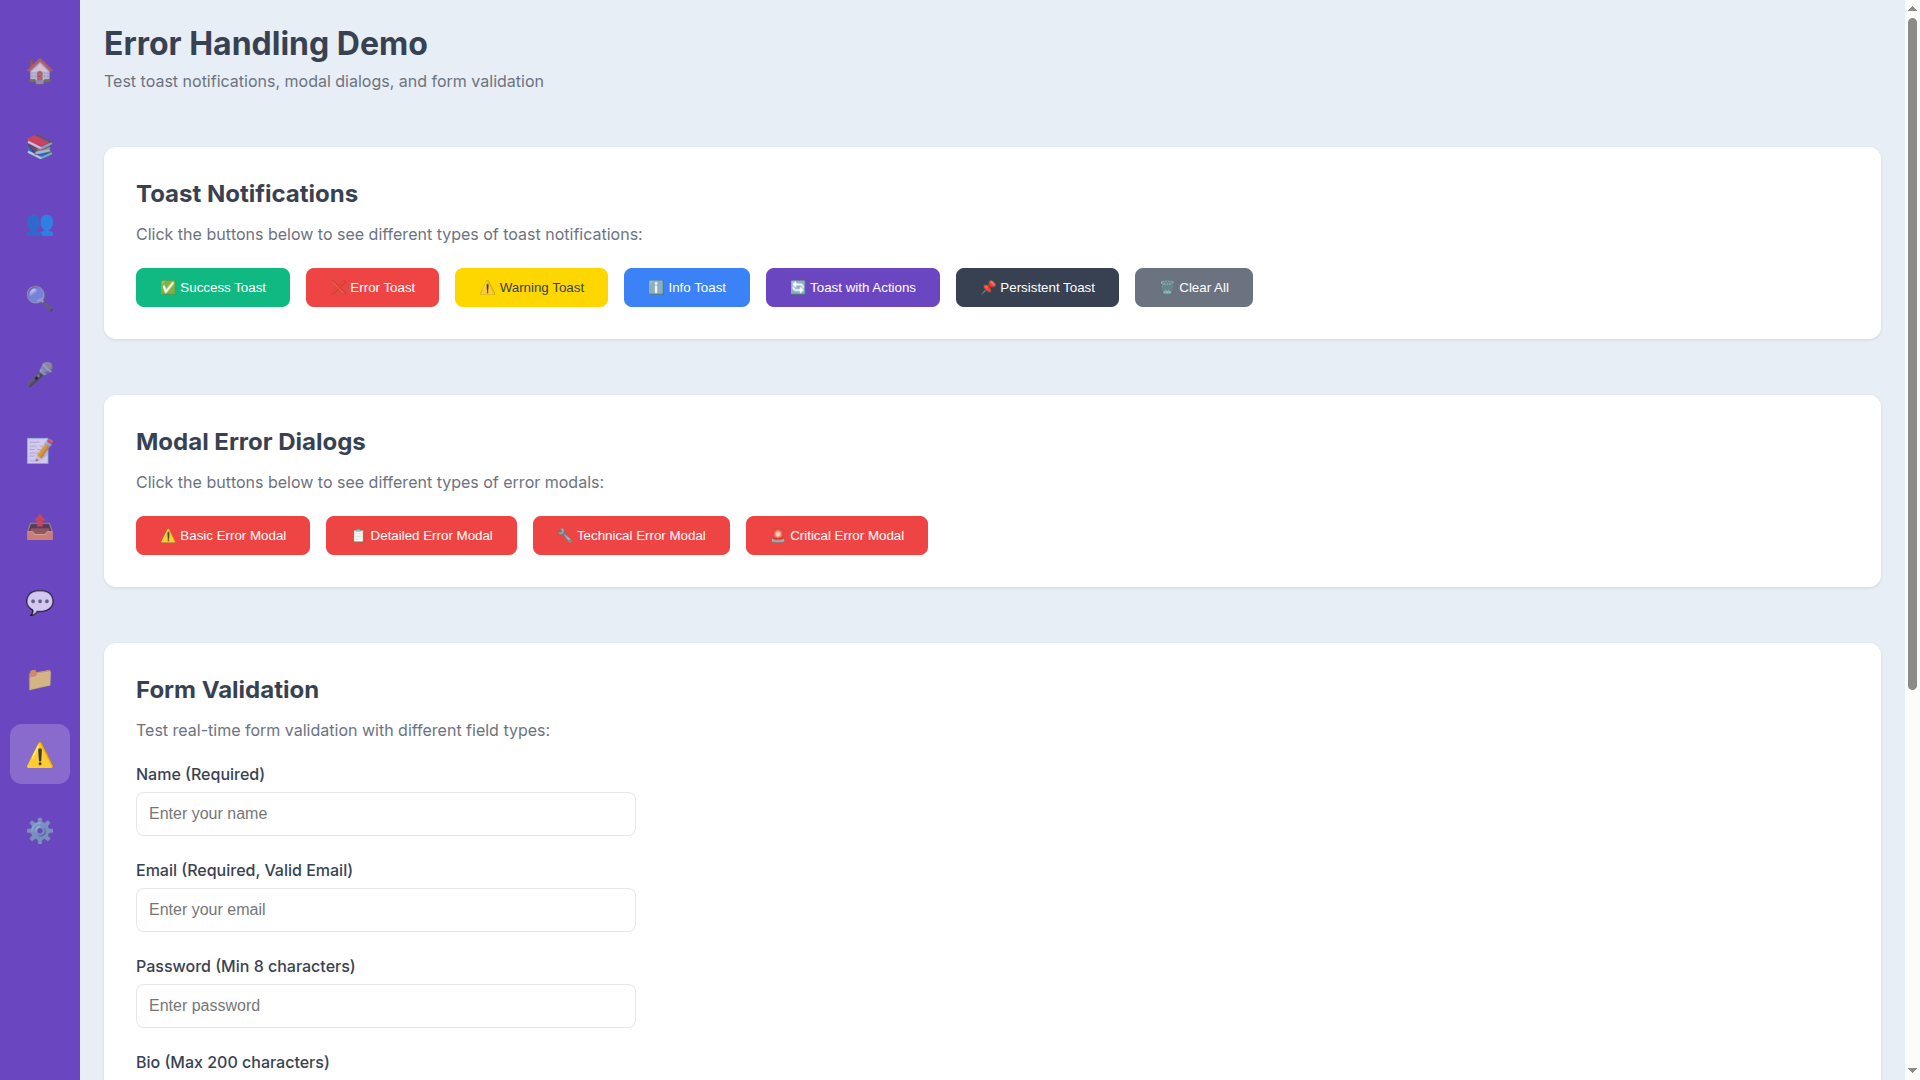 Error Handling Demo
Test toast notifications, modal dialogs, and form validation
Toast Notifications
Click the buttons below to see different types of toast notifications:
✅ Success Toast
❌ Error Toast
⚠️ Warning Toast
ℹ️ Info Toast
🔄 Toast with Actions
📌 Persistent Toast
🗑️ Clear All
Modal Error Dialogs
Click the buttons below to see different types of error modals:
⚠️ Basic Error Modal
📋 Detailed Error Modal
🔧 Technical Error Modal
🚨 Critical Error Modal
Form Validation
Test real-time form validation with different field types:
Name (Required)
Enter your name
Email (Required, Valid Email)
Enter your email
Password (Min 8 characters)
Enter password
Bio (Max 200 characters)